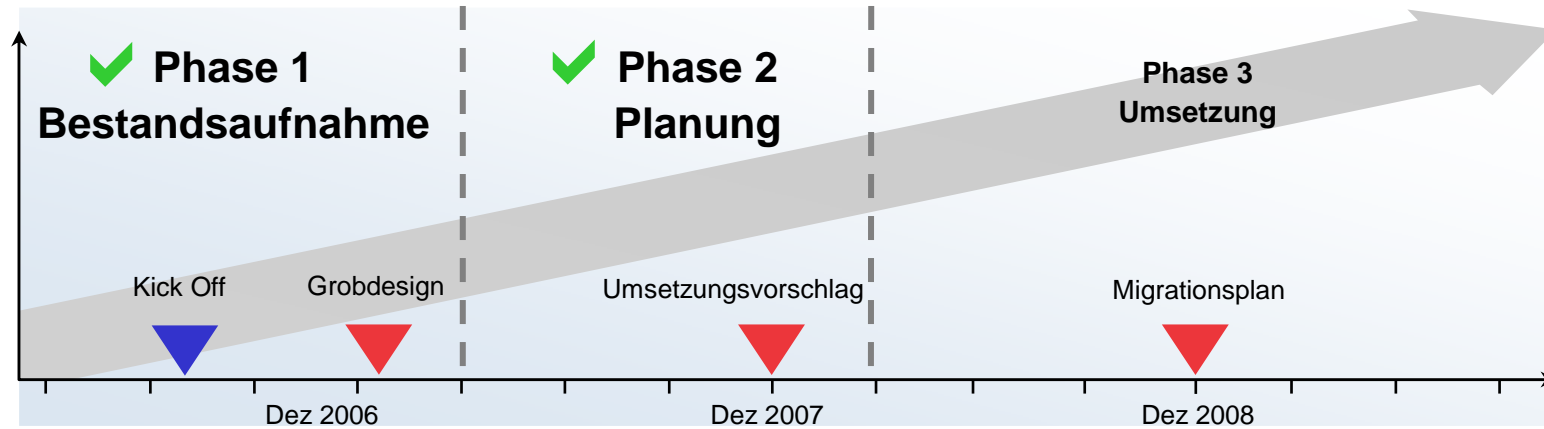 Phase 1
Bestandsaufnahme
Phase 2
Planung
Phase 3
Umsetzung
Kick Off
Grobdesign
Umsetzungsvorschlag
Migrationsplan
Dez 2006
Dez 2007
Dez 2008